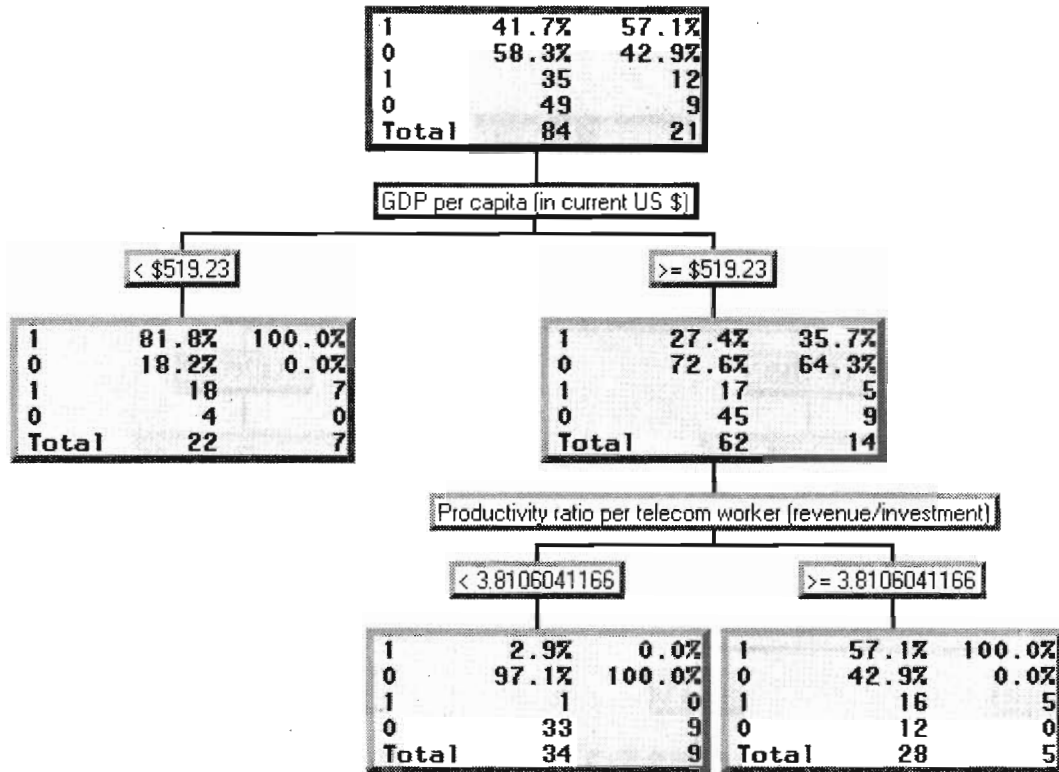 1 41.7% 57.1%
0 58.3% 42.9%
1 35 12
0 49 9
Total 84 21
GDP per capita (in current US $)
< $519.23
>= $519.23
1 81.8% 100.0%
0 18.2% 0.0%
1 18 7
0 4 0
Total 22 7
1 27.4% 35.7%
0 72.6% 64.3%
1 17 5
0 45 9
Total 62 14
Productivity ratio per telecom worker (revenue/investment)
< 3.8106041166
>= 3.8106041166
1 2.9% 0.0%
0 97.1% 100.0%
1 1 0
0 33 9
Total 34 9
1 57.1% 100.0%
0 42.9% 0.0%
1 16 5
0 12 0
Total 28 5